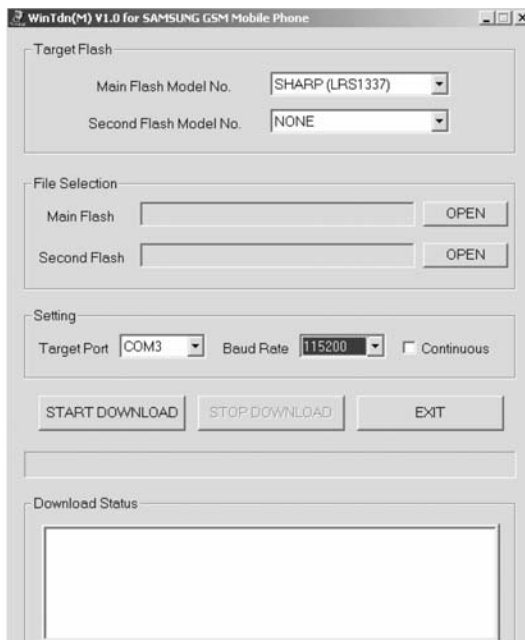 WinTdn(M) V1.0 for SAMSUNG GSM Mobile Phone
Target Flash
Main Flash Model No. SHARP (LRS1337)
Second Flash Model No. NONE
File Selection
Main Flash OPEN
Second Flash OPEN
Setting
Target Port COM3 Baud Rate 115200 Continuous
START DOWNLOAD STOP DOWNLOAD EXIT
Download Status